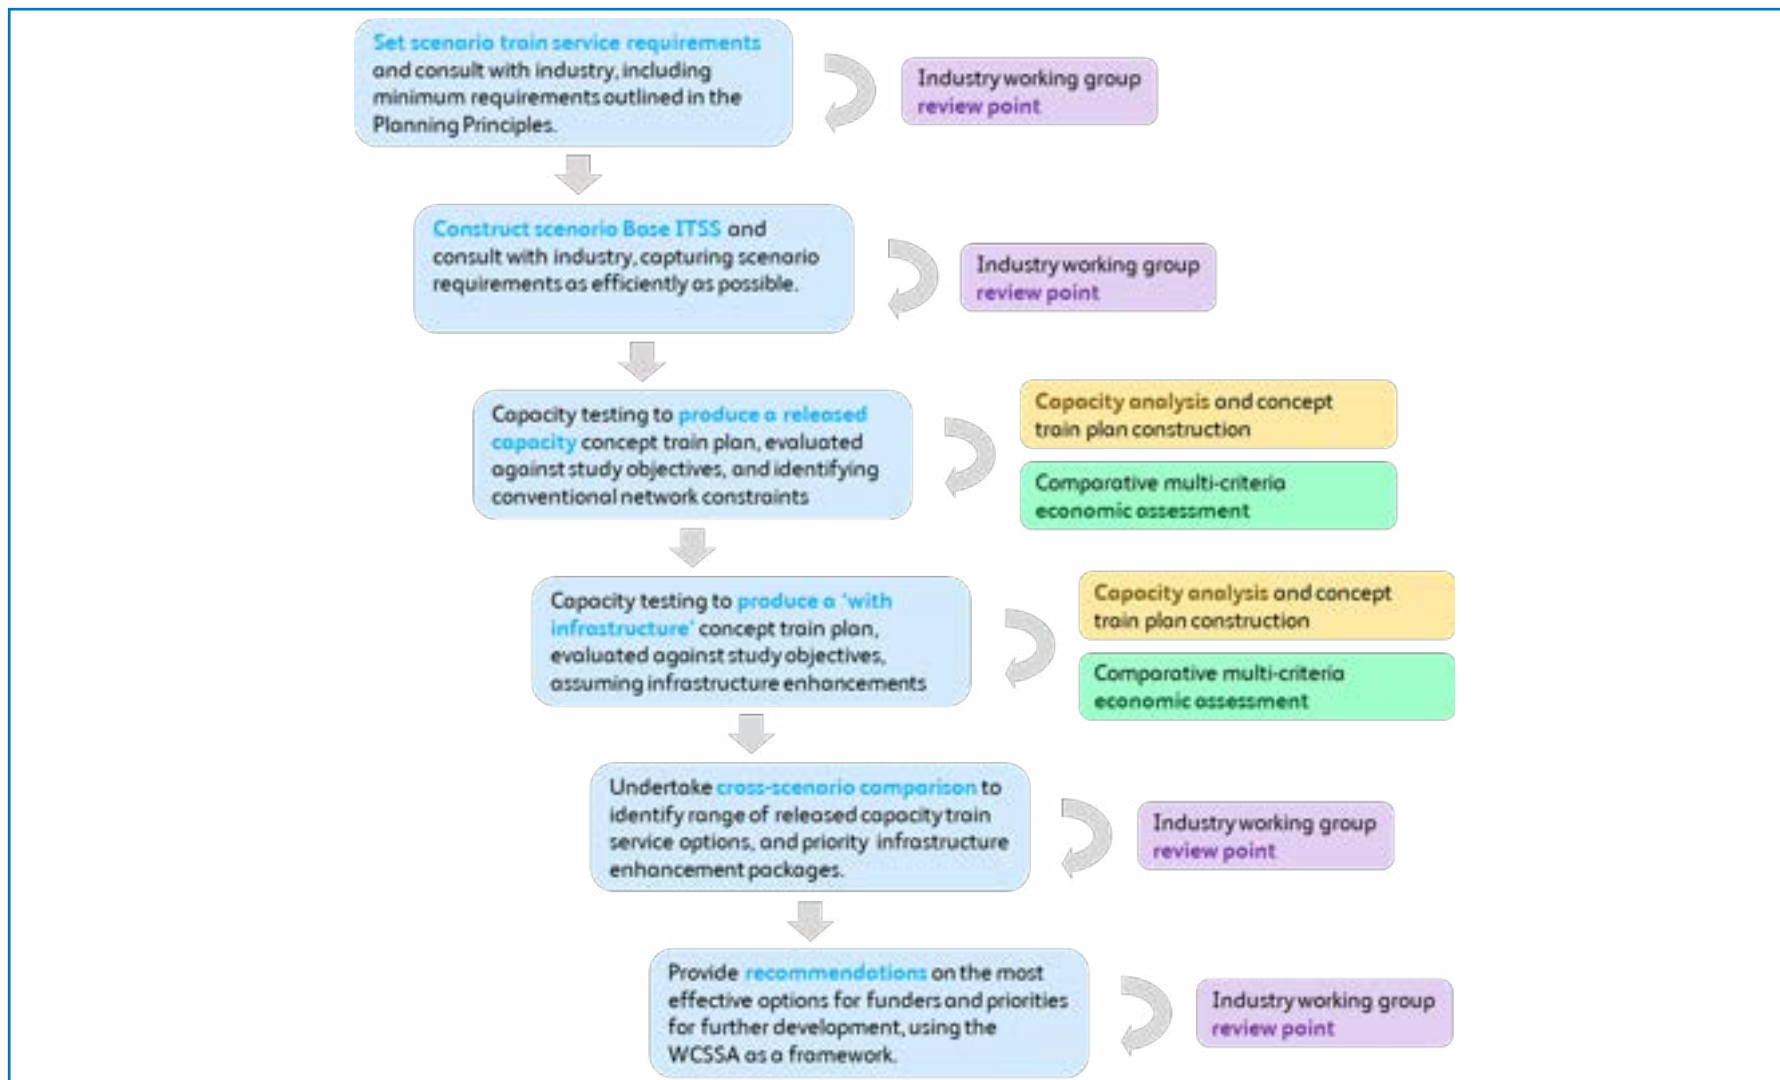 Set scenario train service requirements
and consult with industry, including
minimum requirements outlined in the
Planning Principles.
Industry working group
review point
Construct scenario Base ITSS and
consult with industry, capturing scenario
requirements as efficiently as possible.
Industry working group
review point
Capacity testing to produce a released
capacity concept train plan, evaluated
against study objectives, and identifying
conventional network constraints
Capacity analysis and concept
train plan construction
Comparative multi-criteria
economic assessment
Capacity testing to produce a ‘with
infrastructure’ concept train plan,
evaluated against study objectives,
assuming infrastructure enhancements
Capacity analysis and concept
train plan construction
Comparative multi-criteria
economic assessment
Undertake cross-scenario comparison to
identify range of released capacity train
service options, and priority infrastructure
enhancement packages.
Industry working group
review point
Provide recommendations on the most
effective options for funders and priorities
for further development, using the
WCSSA as a framework.
Industry working group
review point